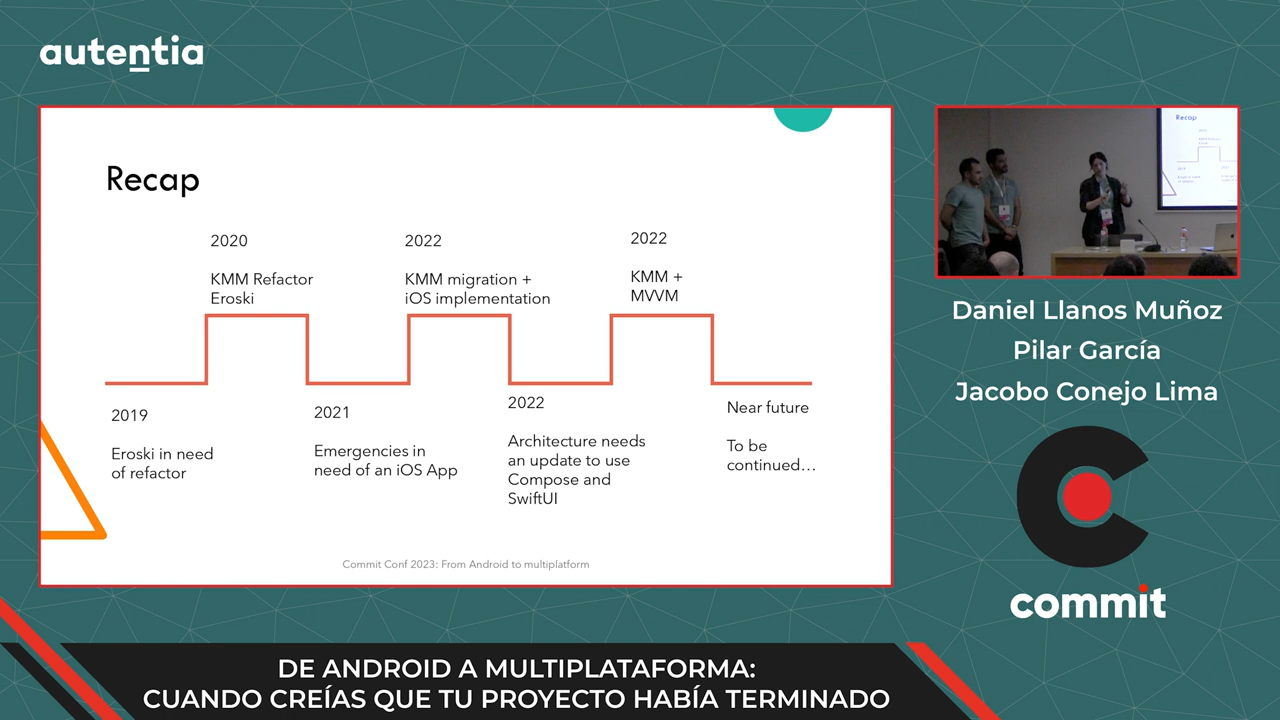 autentia
Recap
2020
KMM Refactor
Eroski
2022
KMM migration +
iOS implementation
2022
KMM +
MVVM
2019
Eroski in need
of refactor
2021
Emergencies in
need of an iOS App
2022
Architecture needs
an update to use
Compose and
SwiftUI
Near future
To be
continued…
Commit Conf 2023: From Android to multiplatform
Recap
Daniel Llanos Muñoz
Pilar García
Jacobo Conejo Lima
commit
DE ANDROID A MULTIPLATAFORMA:
CUANDO CREÍAS QUE TU PROYECTO HABÍA TERMINADO